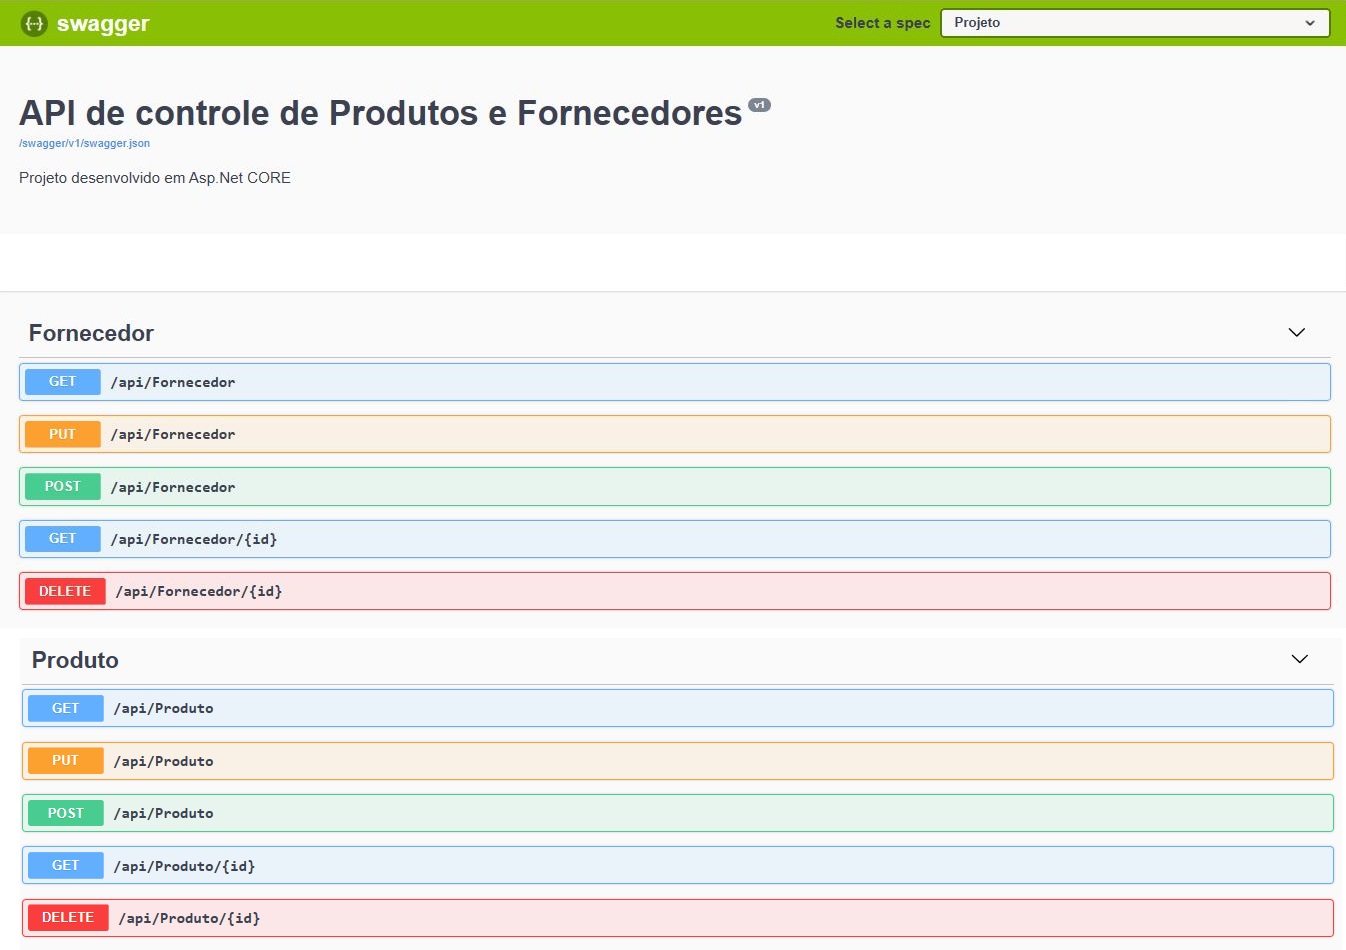 {···} swagger
Select a spec Projeto
API de controle de Produtos e Fornecedores v1
/swagger/v1/swagger.json
Projeto desenvolvido em Asp.Net CORE
Fornecedor
GET /api/Fornecedor
PUT /api/Fornecedor
POST /api/Fornecedor
GET /api/Fornecedor/{id}
DELETE /api/Fornecedor/{id}
Produto
GET /api/Produto
PUT /api/Produto
POST /api/Produto
GET /api/Produto/{id}
DELETE /api/Produto/{id}